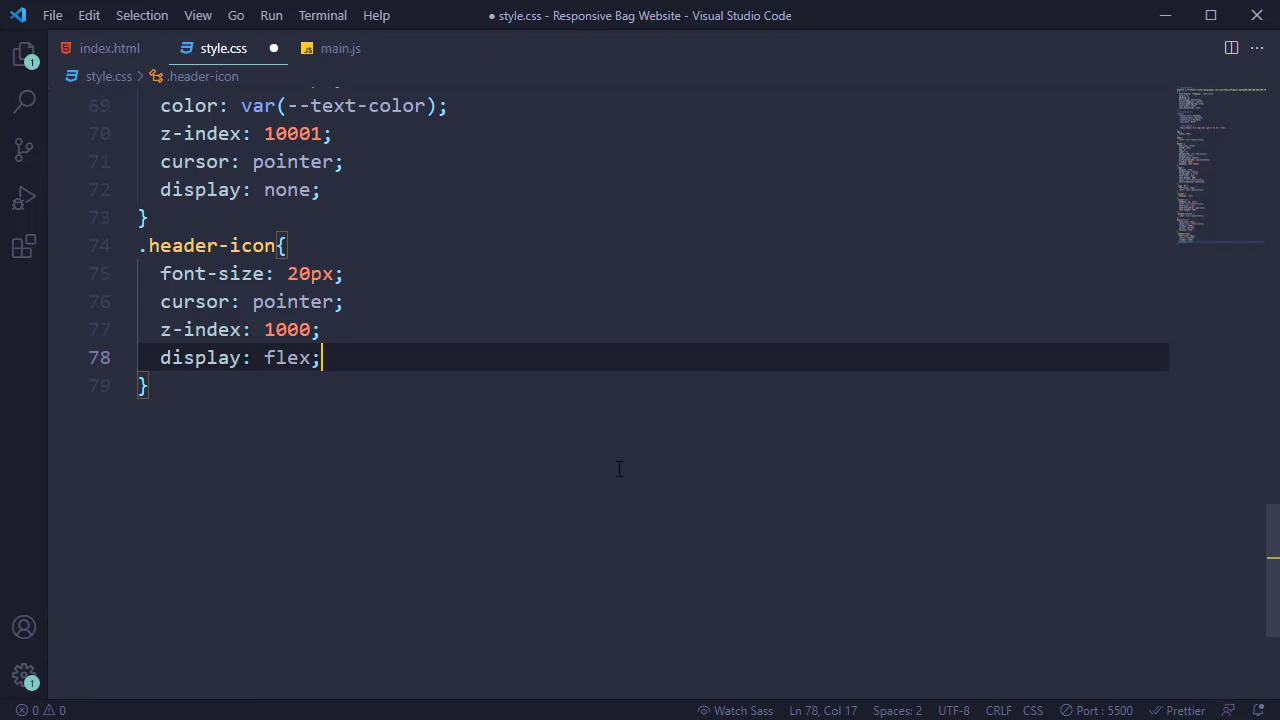 File Edit Selection View Go Run Terminal Help
● style.css - Responsive Bag Website - Visual Studio Code
index.html style.css main.js
style.css > .header-icon
69 color: var(--text-color);
70 z-index: 10001;
71 cursor: pointer;
72 display: none;
73 }
74 .header-icon{
75 font-size: 20px;
76 cursor: pointer;
77 z-index: 1000;
78 display: flex;
79 }
1
1
0 0 Watch Sass Ln 78, Col 17 Spaces: 2 UTF-8 CRLF CSS Port : 5500 Prettier